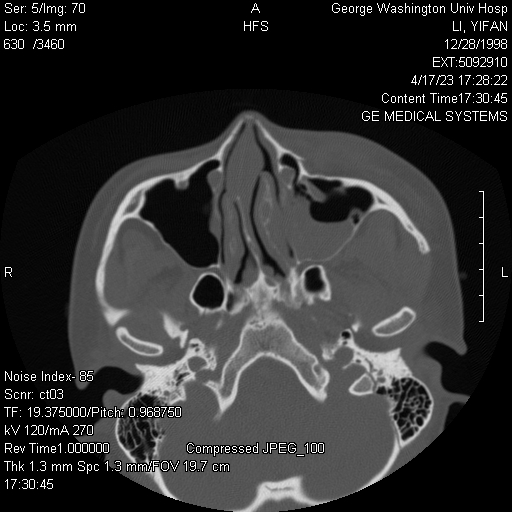 Ser: 5/Img: 70
Loc: 3.5 mm
630 /3460
A
HFS
George Washington Univ Hosp
LI, YIFAN
12/28/1998
EXT:5092910
4/17/23 17:28:22
Content Time17:30:45
GE MEDICAL SYSTEMS
R
L
Noise Index- 85
Scnr: ct03
TF: 19.375000/Pitch: 0.968750
kV 120/mA 270
Rev Time1.000000
Compressed JPEG_100
Thk 1.3 mm Spc 1.3 mm/FOV 19.7 cm
17:30:45